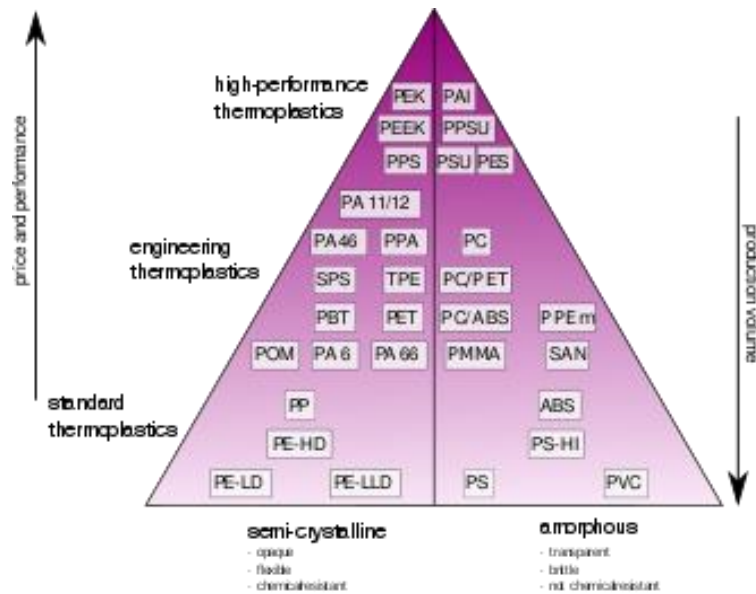 high-performance
thermoplastics
PEK PAI
PEEK PPSU
PPS PSU PES
PA 11/12
engineering
thermoplastics
PA46 PPA PC
SPS TPE PC/PET
PBT PET PC/ABS PPEm
POM PA 6 PA 66 PMMA SAN
standard
thermoplastics
PP ABS
PE-HD PS-HI
PE-LD PE-LLD PS PVC
price and performance
production volume
semi-crystalline
- opaque
- flexible
- chemical resistant
amorphous
- transparent
- brittle
- not chemical resistant